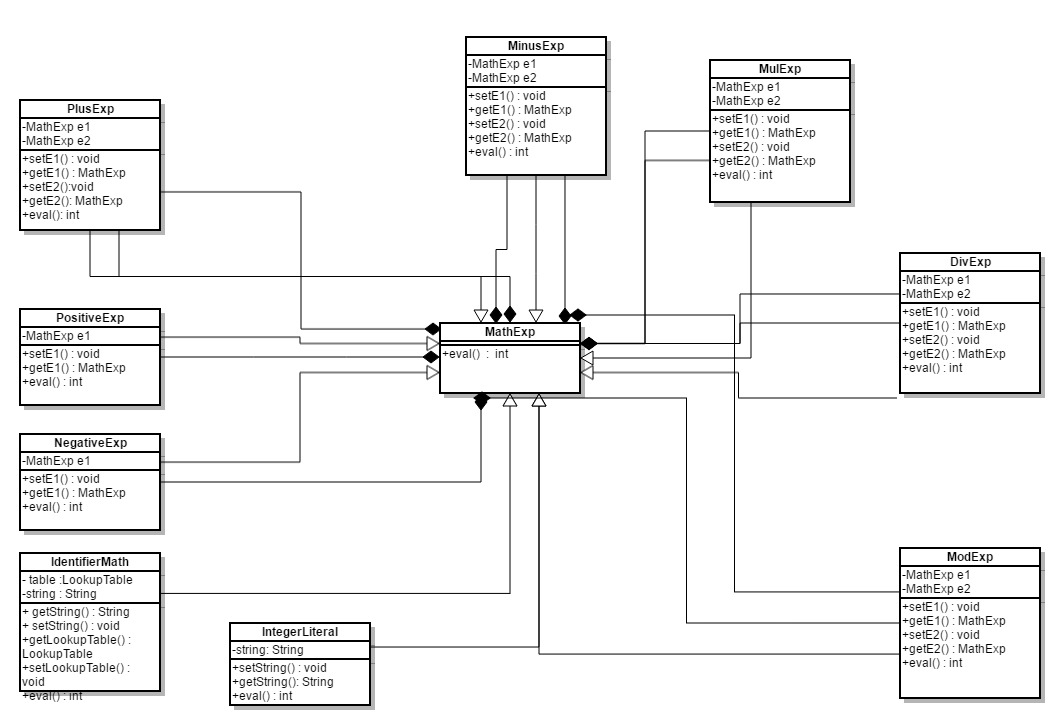 MinusExp
-MathExp e1
-MathExp e2
+setE1() : void
+getE1() : MathExp
+setE2() : void
+getE2() : MathExp
+eval() : int
MulExp
-MathExp e1
-MathExp e2
+setE1() : void
+getE1() : MathExp
+setE2() : void
+getE2() : MathExp
+eval() : int
PlusExp
-MathExp e1
-MathExp e2
+setE1() : void
+getE1() : MathExp
+setE2():void
+getE2(): MathExp
+eval(): int
DivExp
-MathExp e1
-MathExp e2
+setE1() : void
+getE1() : MathExp
+setE2() : void
+getE2() : MathExp
+eval() : int
PositiveExp
-MathExp e1
+setE1() : void
+getE1() : MathExp
+eval() : int
MathExp
+eval() : int
NegativeExp
-MathExp e1
+setE1() : void
+getE1() : MathExp
+eval() : int
IdentifierMath
- table :LookupTable
-string : String
+ getString() : String
+ setString() : void
+getLookupTable() :
LookupTable
+setLookupTable() :
void
+eval() : int
IntegerLiteral
-string: String
+setString() : void
+getString(): String
+eval() : int
ModExp
-MathExp e1
-MathExp e2
+setE1() : void
+getE1() : MathExp
+setE2() : void
+getE2() : MathExp
+eval() : int